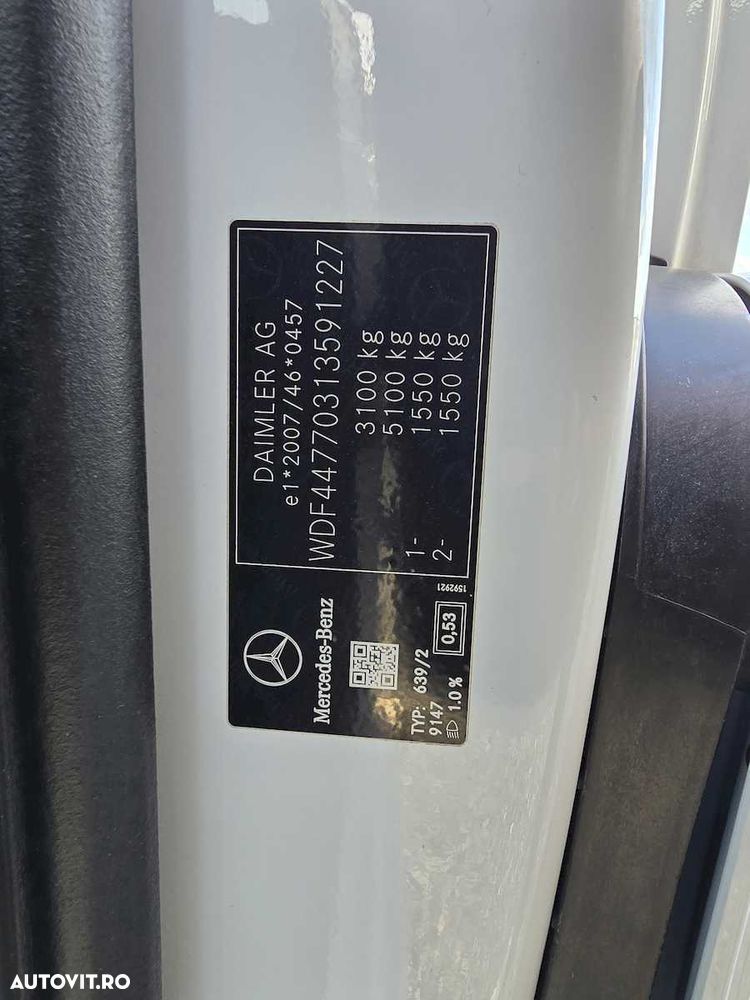 DAIMLER AG
e1*2007/46*0457
WDF44770313591227
3100 kg
5100 kg
1- 1550 kg
2- 1550 kg
Mercedes-Benz
TYP: 639/2
9147
1.0 %
0,53
1592921
AUTOVIT.RO